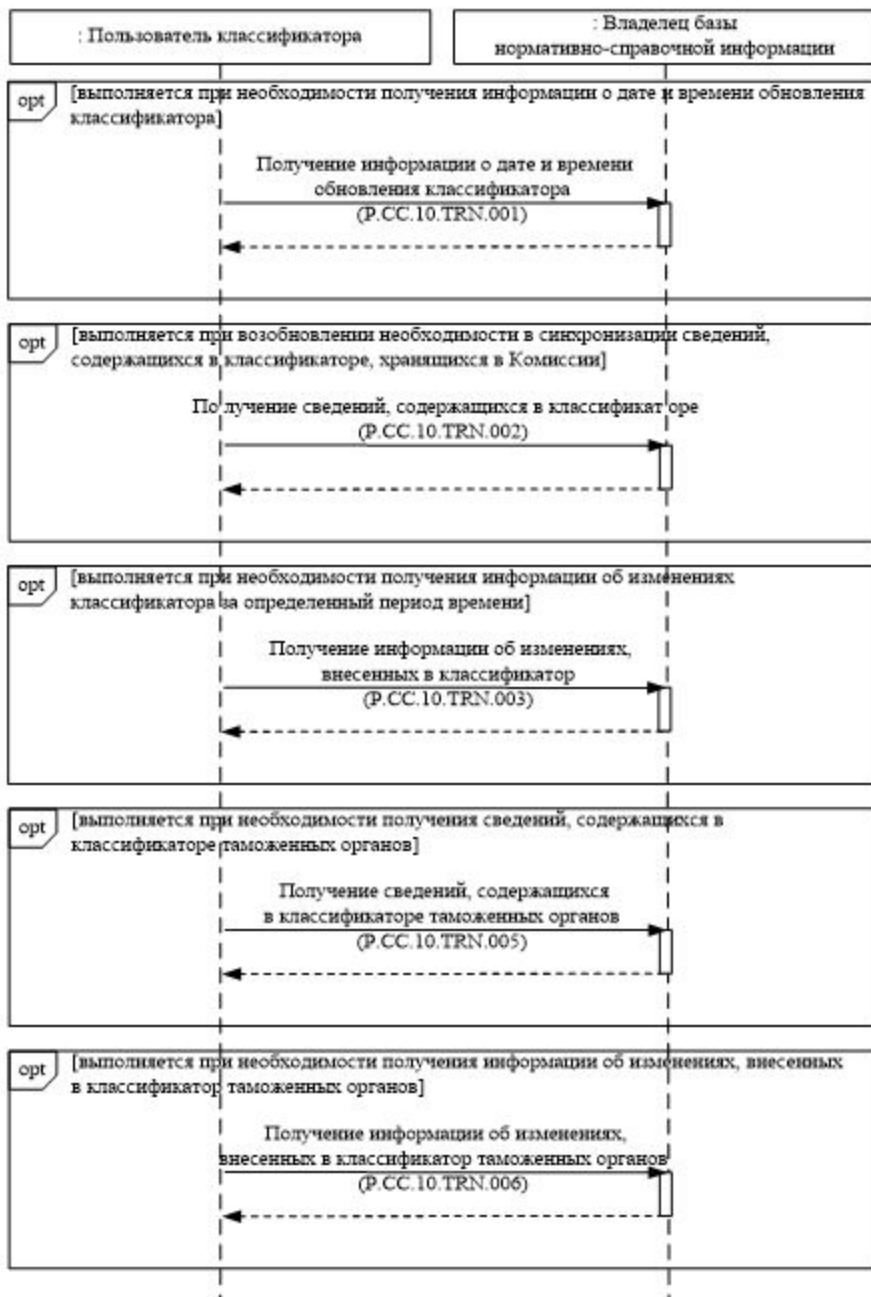 : Пользователь классификатора
: Владелец базы
нормативно-справочной информации
opt
[выполняется при необходимости получения информации о дате и времени обновления
классификатора]
Получение информации о дате и времени
обновления классификатора
(P.CC.10.TRN.001)
opt
[выполняется при возобновлении необходимости в синхронизации сведений,
содержащихся в классификаторе, хранящихся в Комиссии]
По лучение сведений, содержащихся в классификат оре
(P.CC.10.TRN.002)
opt
[выполняется при необходимости получения информации об изменениях
классификатора за определенный период времени]
Получение информации об изменениях,
внесенных в классификатор
(P.CC.10.TRN.003)
opt
[выполняется при необходимости получения сведений, содержащихся в
классификаторе таможенных органов]
Получение сведений, содержащихся
в классификаторе таможенных органов
(P.CC.10.TRN.005)
opt
[выполняется при необходимости получения информации об изменениях, внесенных
в классификатор таможенных органов]
Получение информации об изменениях,
внесенных в классификатор таможенных органов
(P.CC.10.TRN.006)